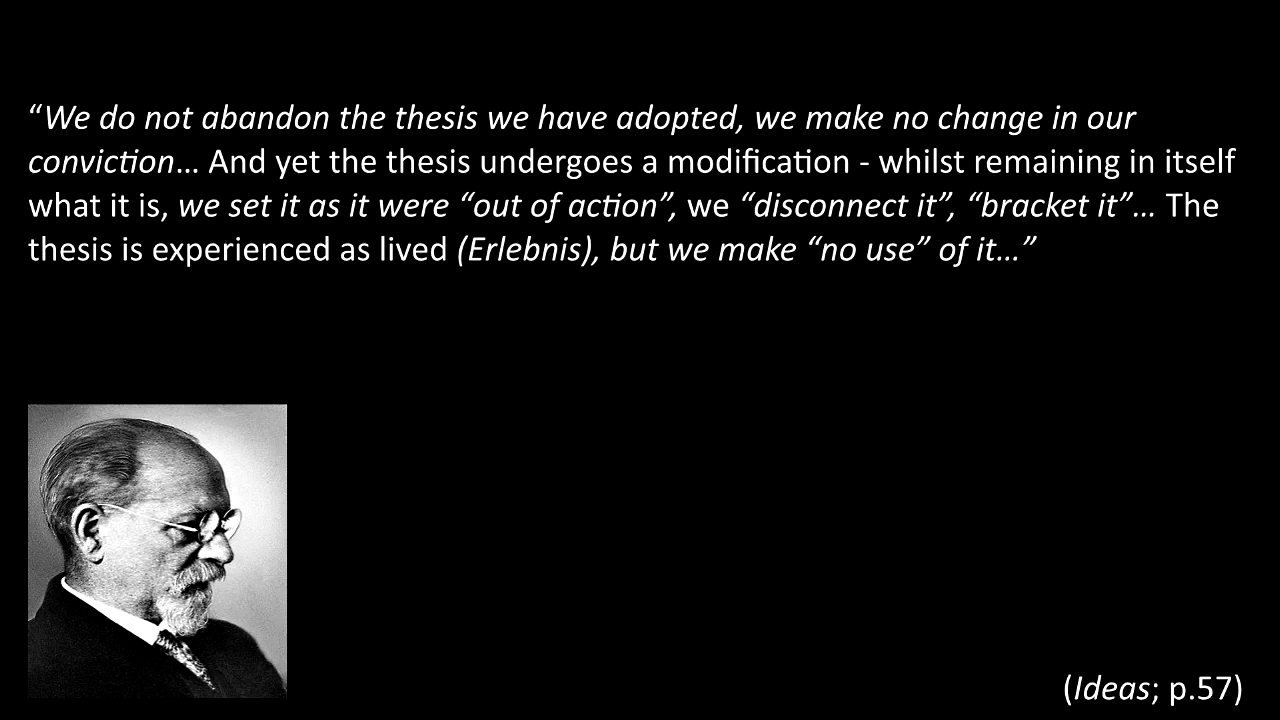 “We do not abandon the thesis we have adopted, we make no change in our
conviction… And yet the thesis undergoes a modification - whilst remaining in itself
what it is, we set it as it were “out of action”, we “disconnect it”, “bracket it”… The
thesis is experienced as lived (Erlebnis), but we make “no use” of it…”
(Ideas; p.57)